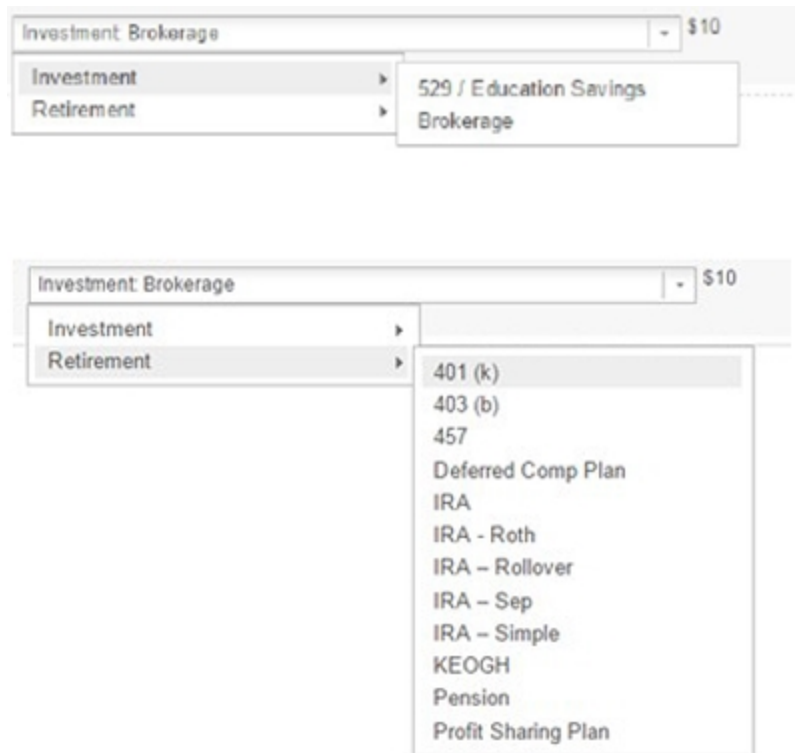 Investment: Brokerage $10
Investment
Retirement
529 / Education Savings
Brokerage
Investment: Brokerage $10
Investment
Retirement
401 (k)
403 (b)
457
Deferred Comp Plan
IRA
IRA - Roth
IRA – Rollover
IRA – Sep
IRA – Simple
KEOGH
Pension
Profit Sharing Plan